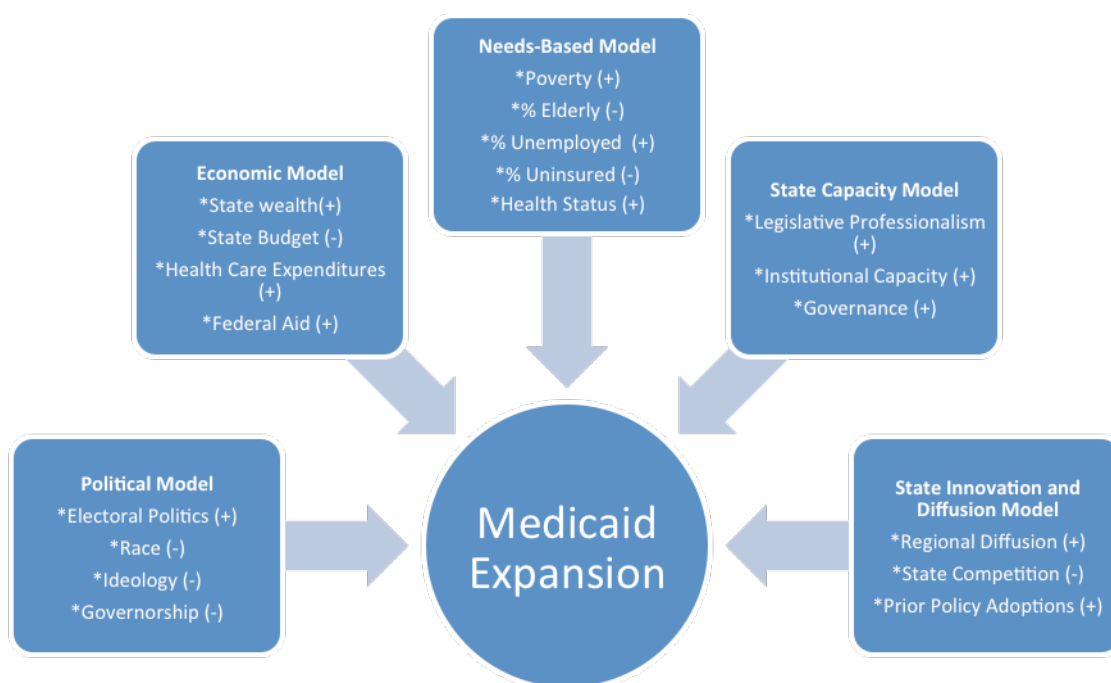 Needs-Based Model
*Poverty (+)
*% Elderly (-)
*% Unemployed  (+)
*% Uninsured (-)
*Health Status (+)
Economic Model
*State wealth(+)
*State Budget (-)
*Health Care Expenditures
(+)
*Federal Aid (+)
State Capacity Model
*Legislative Professionalism
(+)
*Institutional Capacity (+)
*Governance (+)
Political Model
*Electoral Politics (+)
*Race (-)
*Ideology (-)
*Governorship (-)
Medicaid
Expansion
State Innovation and
Diffusion Model
*Regional Diffusion (+)
*State Competition (-)
*Prior Policy Adoptions (+)